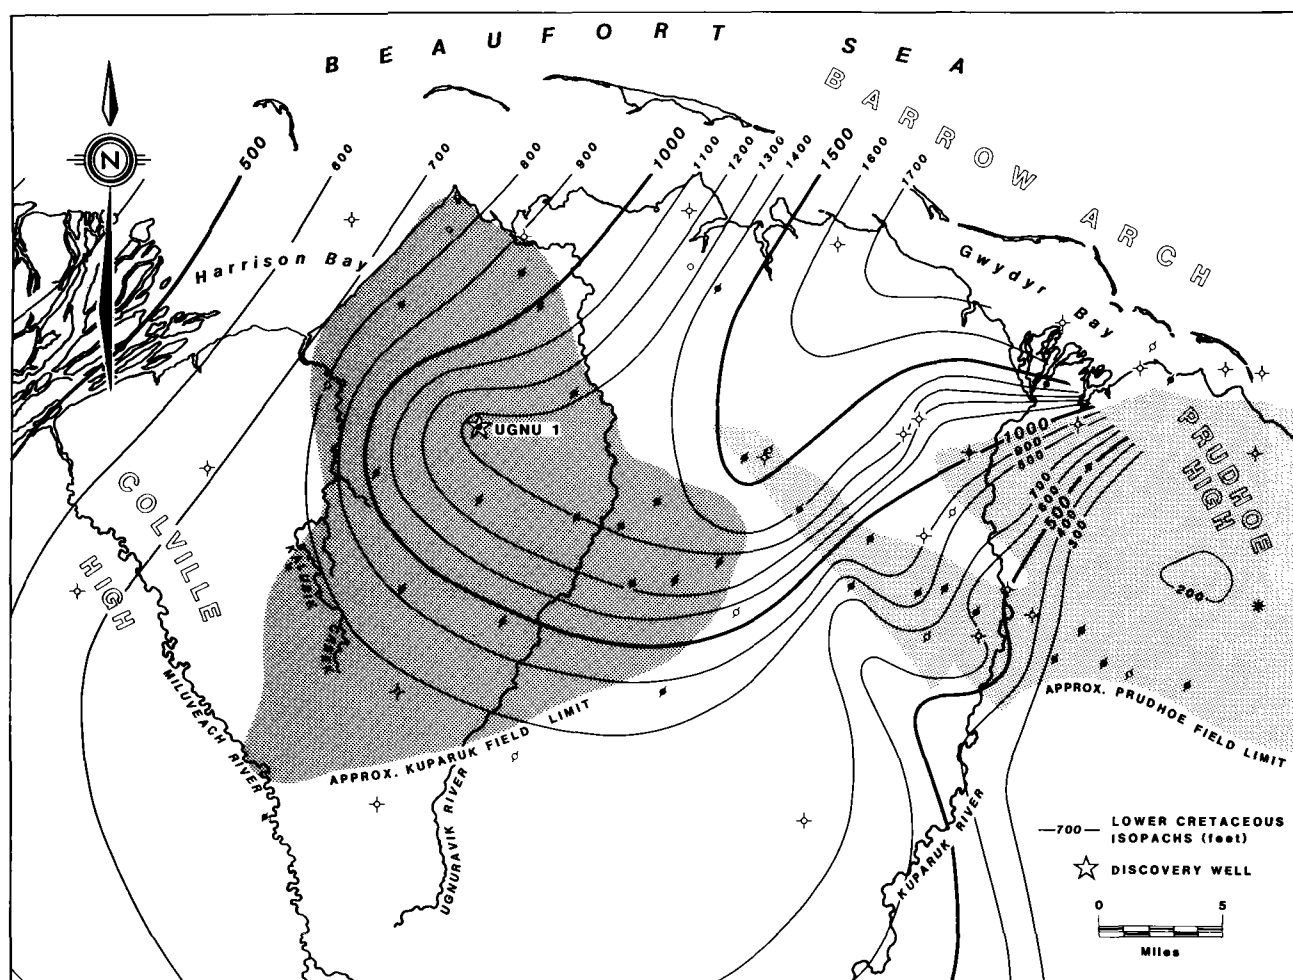 BEAUFORT SEA
BARROW ARCH
N
500
600
700
800
900
1000
1100
1200
1300
1400
1500
1600
1700
Harrison Bay
Gwydyr Bay
UGNU 1
PRUDHOE HIGH
1000
900
800
700
600
500
400
300
200
COLVILLE HIGH
KALUBIK CREEK
MILUVEACH RIVER
UGNURAVIK RIVER
KUPARUK RIVER
APPROX. KUPARUK FIELD LIMIT
APPROX. PRUDHOE FIELD LIMIT
—700— LOWER CRETACEOUS
ISOPACHS (feet)
DISCOVERY WELL
0 5
Miles